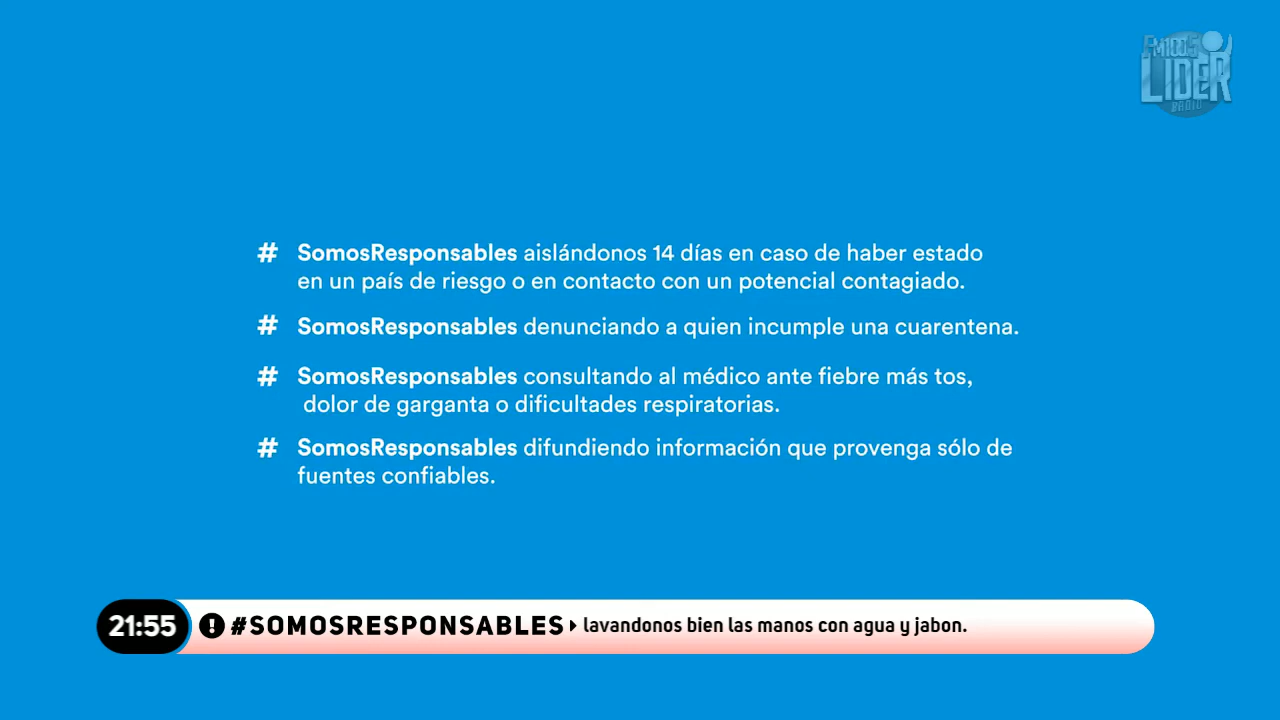 FM 100.5
LIDER
RADIO
# SomosResponsables aislándonos 14 días en caso de haber estado
en un país de riesgo o en contacto con un potencial contagiado.
# SomosResponsables denunciando a quien incumple una cuarentena.
# SomosResponsables consultando al médico ante fiebre más tos,
dolor de garganta o dificultades respiratorias.
# SomosResponsables difundiendo información que provenga sólo de
fuentes confiables.
21:55 #SOMOSRESPONSABLES lavandonos bien las manos con agua y jabon.